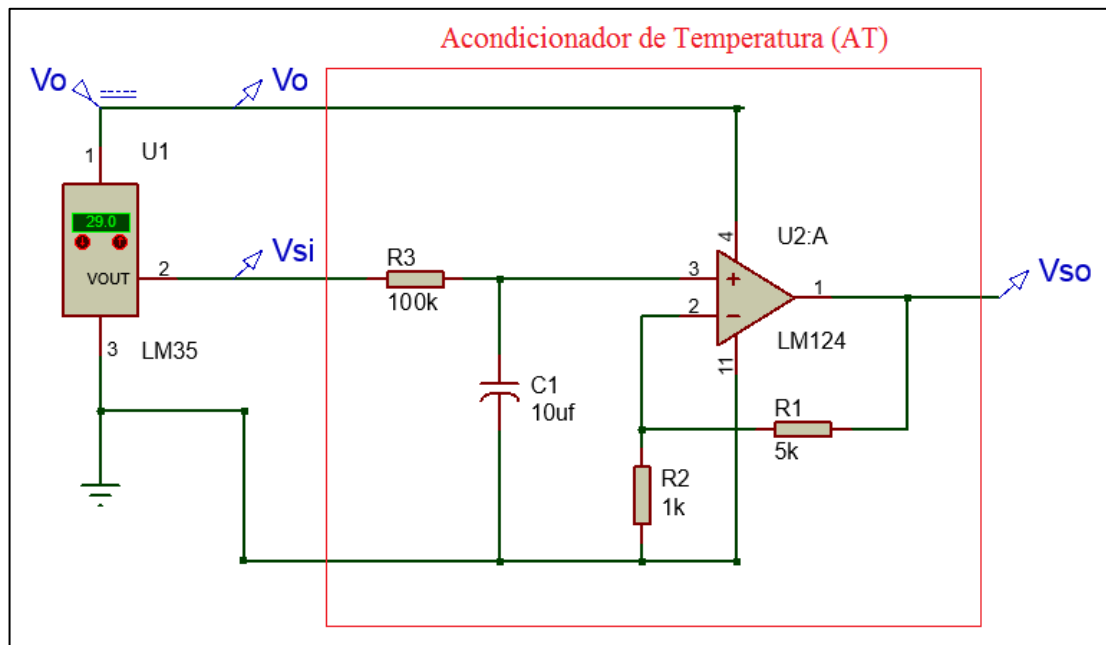 Acondicionador de Temperatura (AT)
Vo
Vo
1
U1
29.0
VOUT
2
Vsi
3
LM35
R3
100k
C1
10uf
4
U2:A
3
2
1
Vso
LM124
11
R1
5k
R2
1k